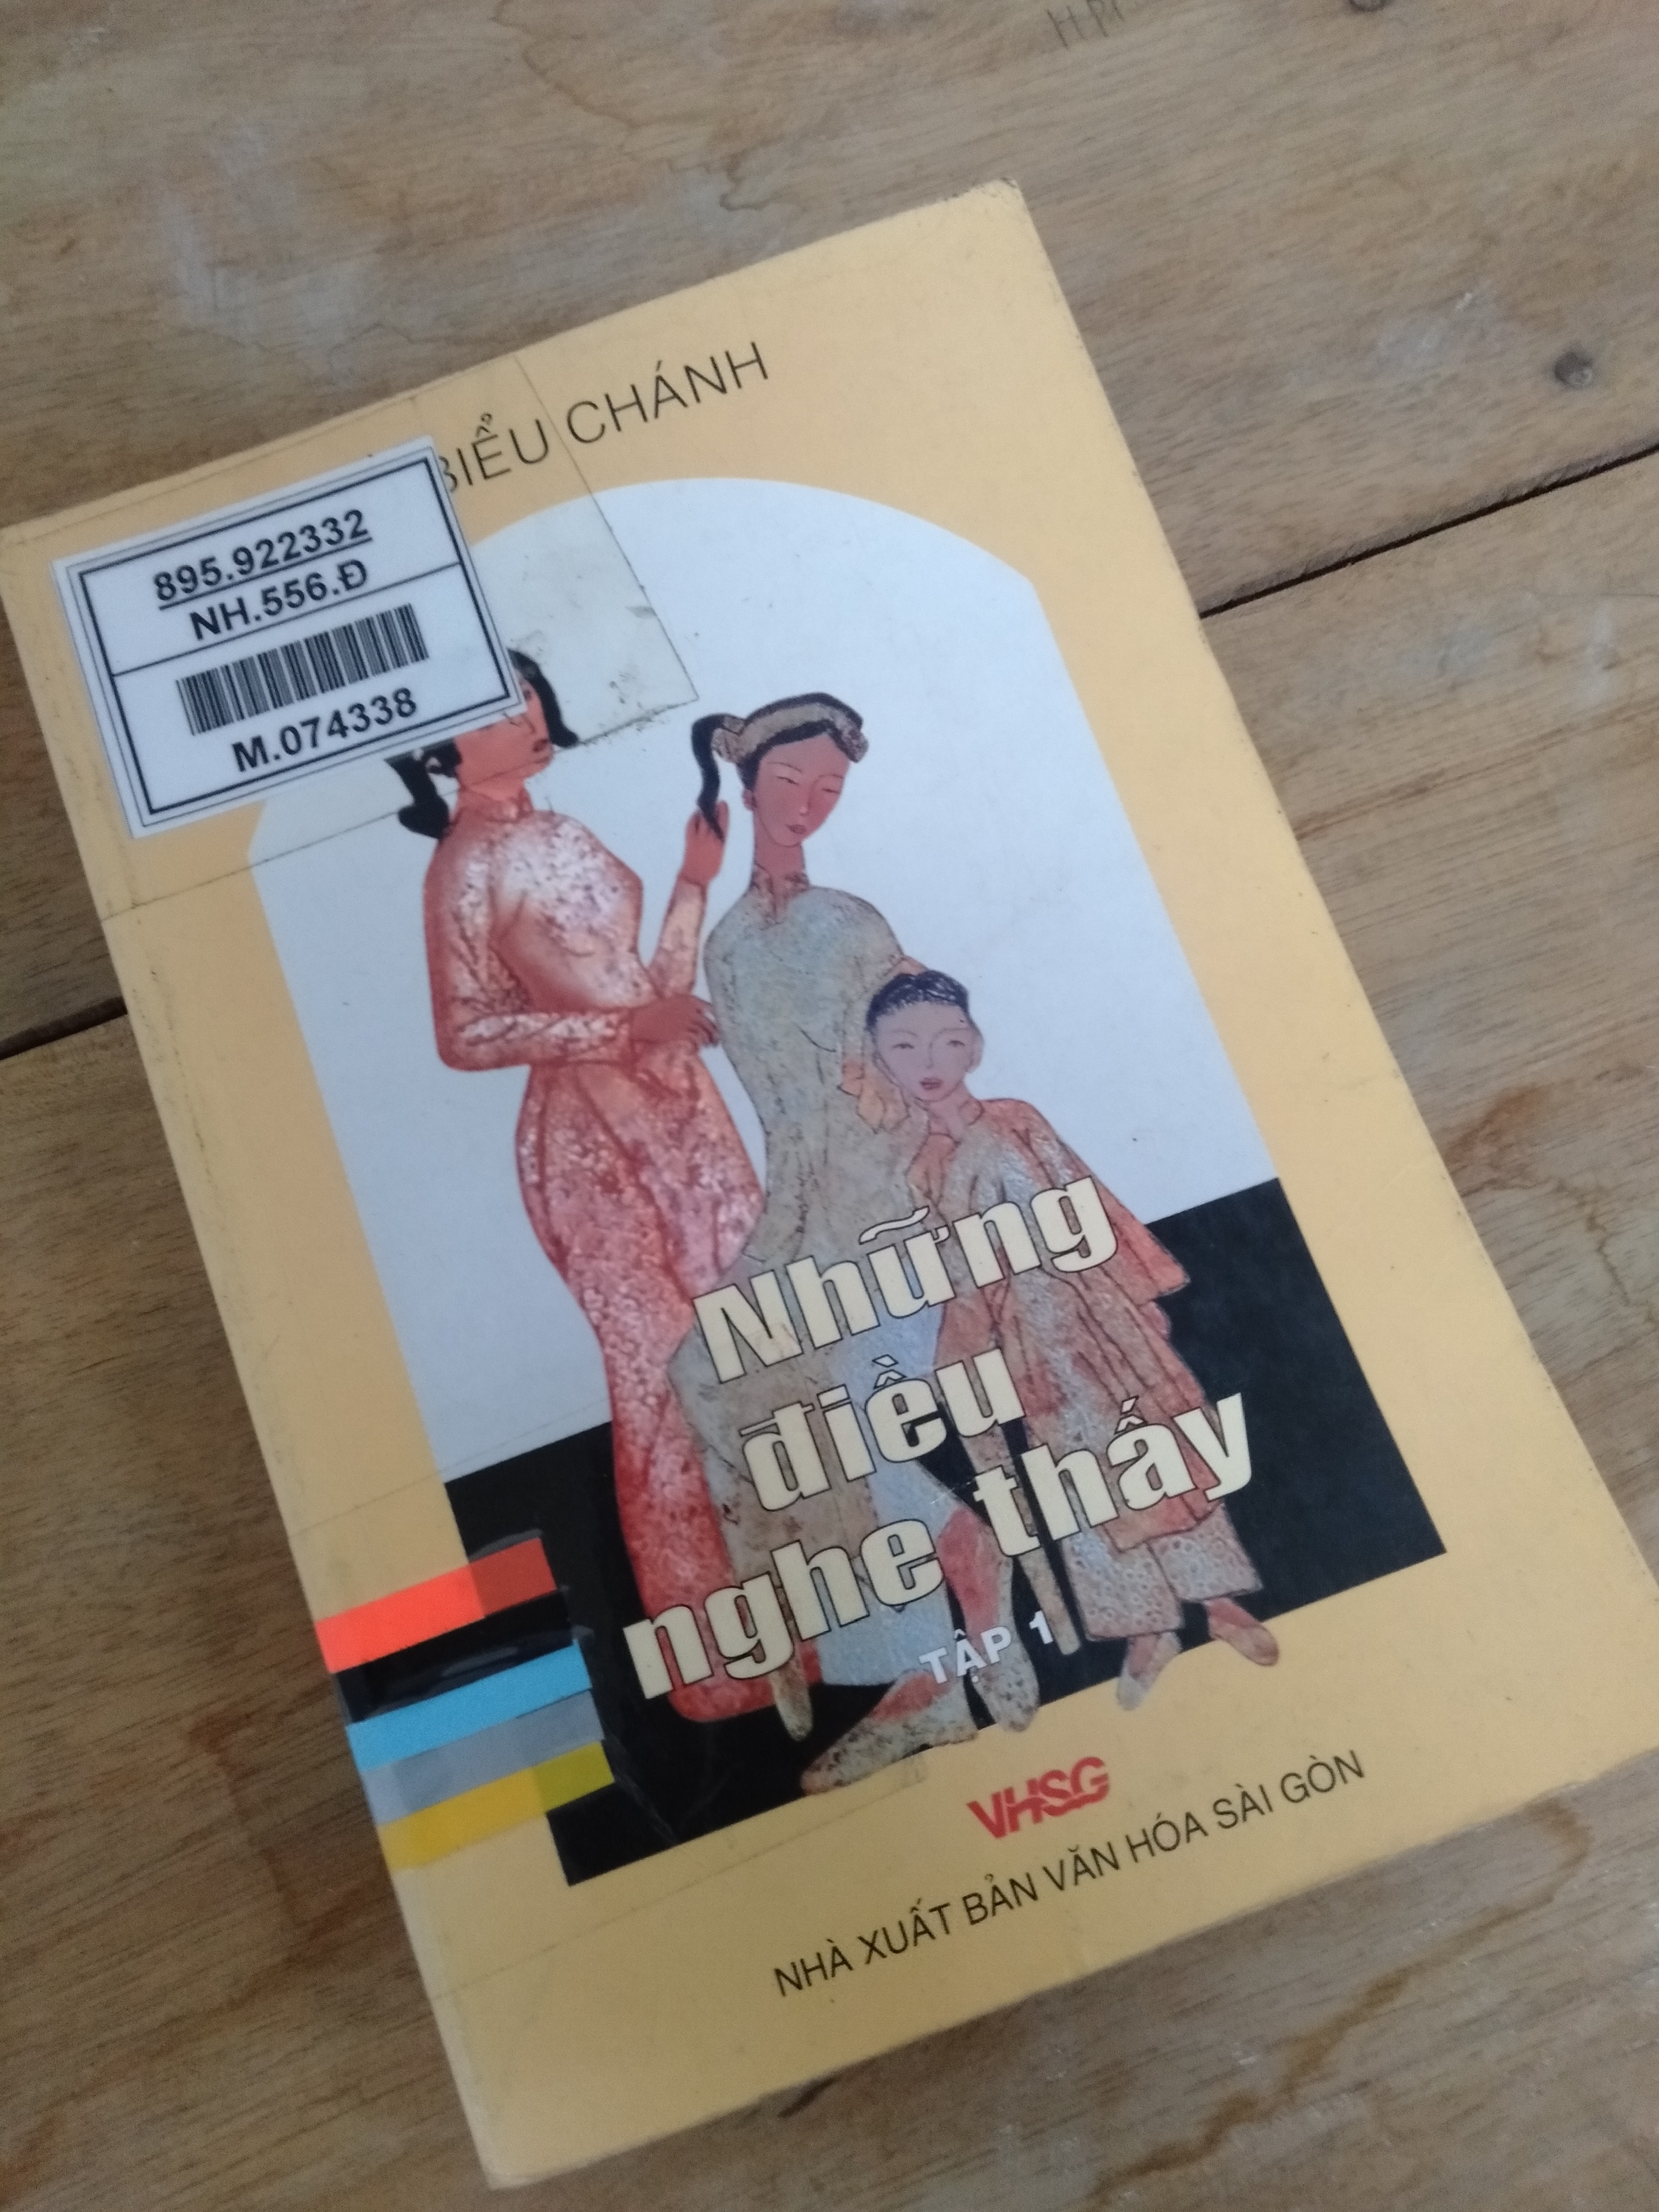 BIỂU CHÁNH
895.922332
NH.556.Đ
M.074338
Những
điều
nghe thấy
TẬP 1
VHSG
NHÀ XUẤT BẢN VĂN HÓA SÀI GÒN